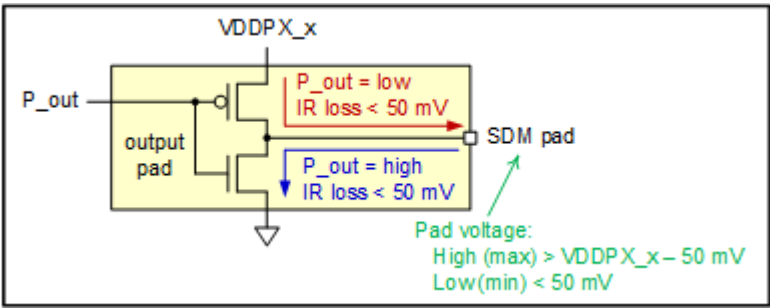 VDDPX_x
P_out
P_out = low
IR loss < 50 mV
SDM pad
output
pad
P_out = high
IR loss < 50 mV
Pad voltage:
High (max) > VDDPX_x – 50 mV
Low(min) < 50 mV